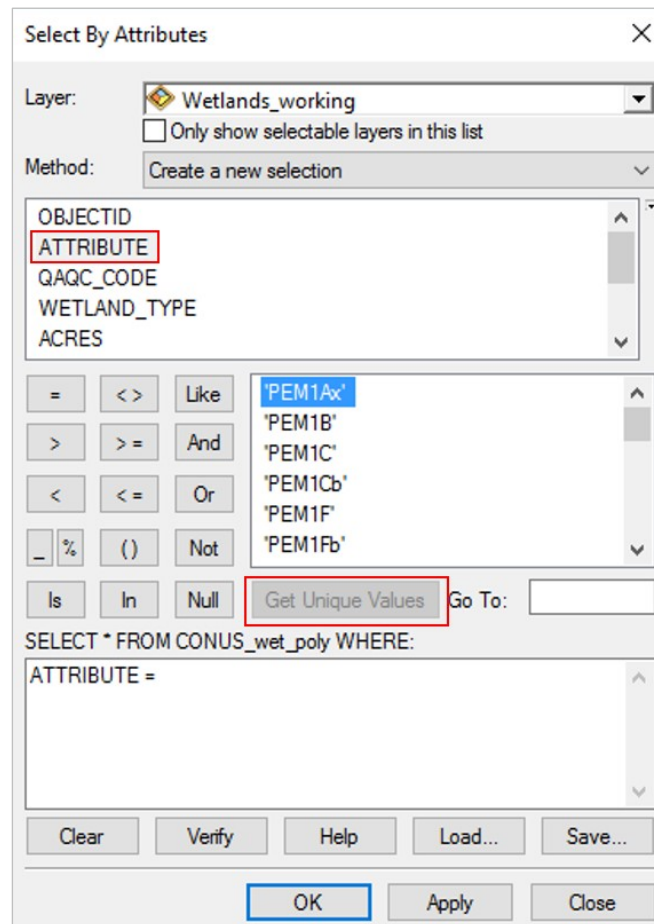 Select By Attributes
Layer: Wetlands_working
Only show selectable layers in this list
Method: Create a new selection
OBJECTID
ATTRIBUTE
QAQC_CODE
WETLAND_TYPE
ACRES
= < > Like
> > = And
< < = Or
_ % () Not
Is In Null
'PEM1Ax'
'PEM1B'
'PEM1C'
'PEM1Cb'
'PEM1F'
'PEM1Fb'
Get Unique Values Go To:
SELECT * FROM CONUS_wet_poly WHERE:
ATTRIBUTE =
Clear Verify Help Load... Save...
OK Apply Close